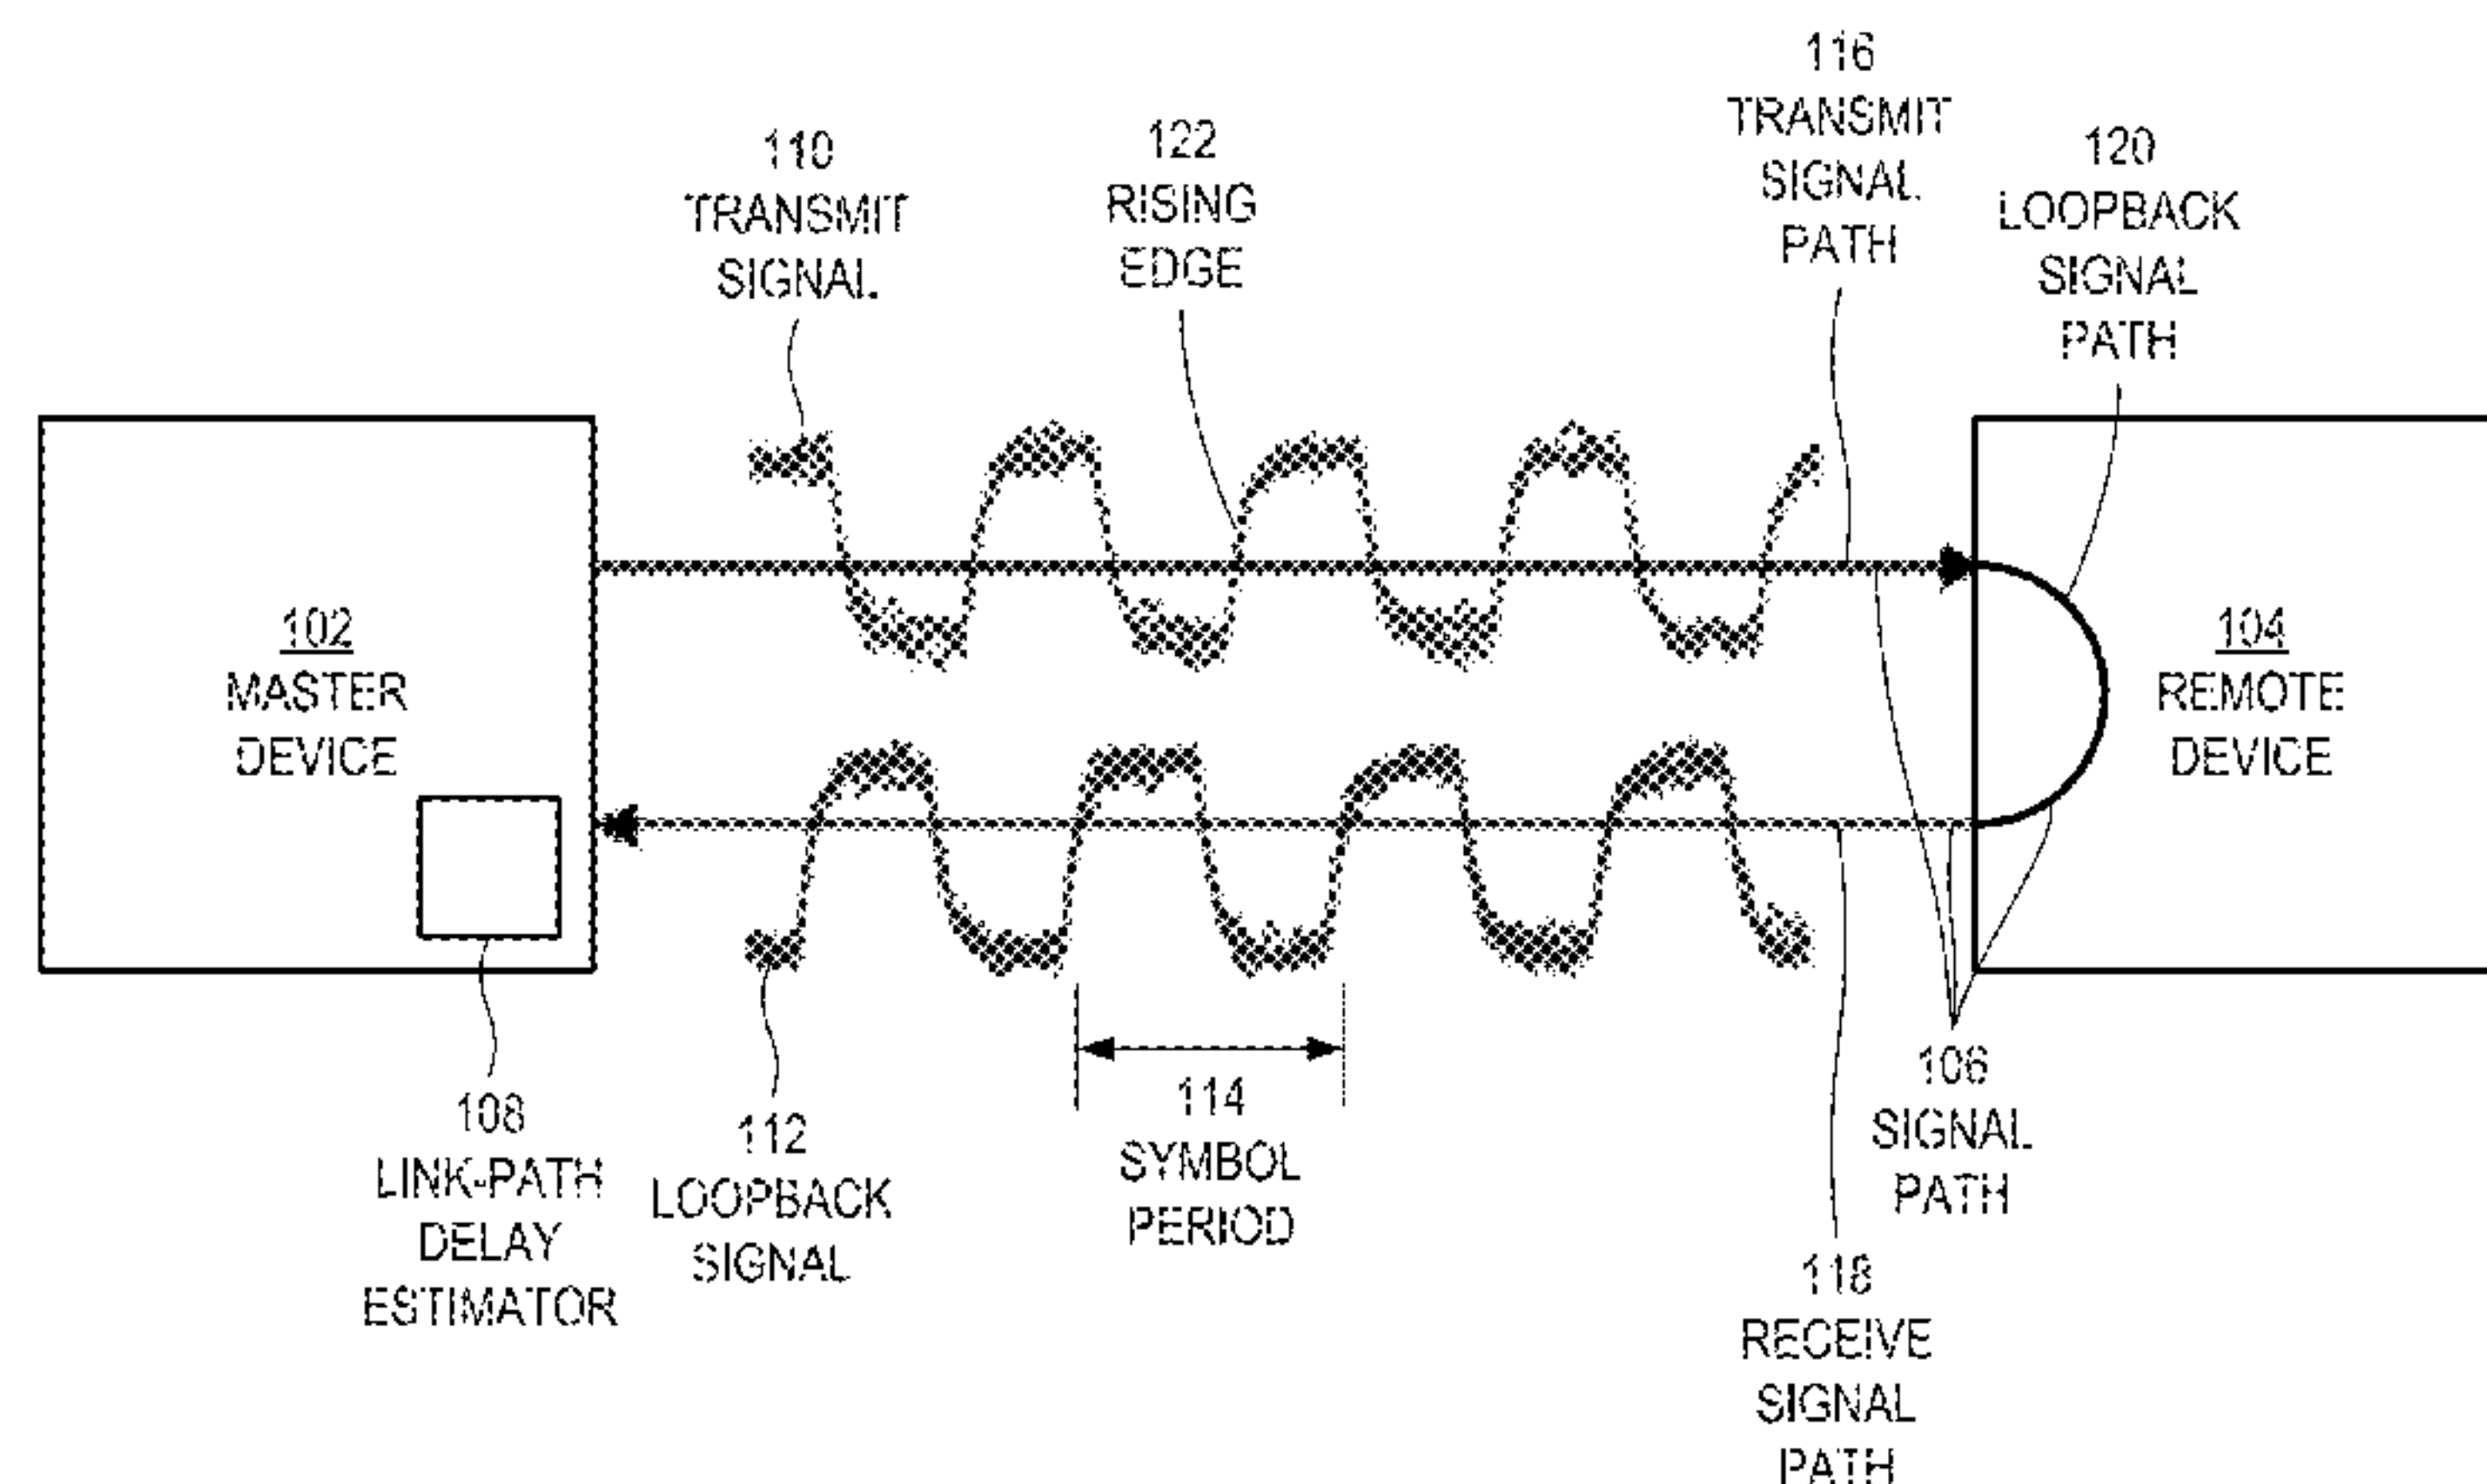 116
TRANSMIT
SIGNAL
PATH
110
TRANSMIT
SIGNAL
122
RISING
EDGE
120
LOOPBACK
SIGNAL
PATH
102
MASTER
DEVICE
104
REMOTE
DEVICE
108
LINK-PATH
DELAY
ESTIMATOR
112
LOOPBACK
SIGNAL
114
SYMBOL
PERIOD
106
SIGNAL
PATH
118
RECEIVE
SIGNAL
PATH